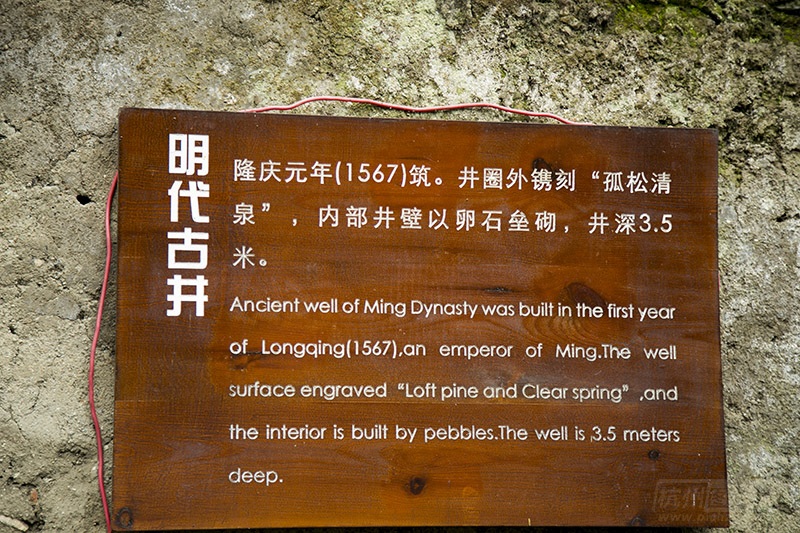 明代古井
隆庆元年(1567)筑。井圈外镌刻“孤松清
泉”，内部井壁以卵石垒砌，井深3.5
米。
Ancient well of Ming Dynasty was built in the first year
of Longqing(1567),an emperor of Ming.The well
surface engraved “Loft pine and Clear spring” ,and
the interior is built by pebbles.The well is 3.5 meters
deep.
杭州